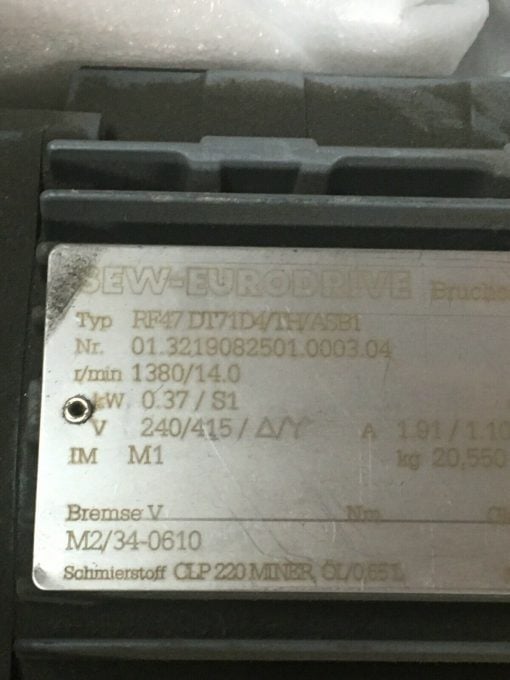 SEW-EURODRIVE Bruchs
Typ RF47 DT71D4/TH/ASB1
Nr. 01.3219082501.0003.04
r/min 1380/14.0
kW 0.37 / S1
V 240/415 / Δ/Y A 1.91 / 1.10
IM M1 kg 20,550
Bremse V Nm
M2/34-0610
Schmierstoff CLP 220 MINER. ÖL/0,65 L